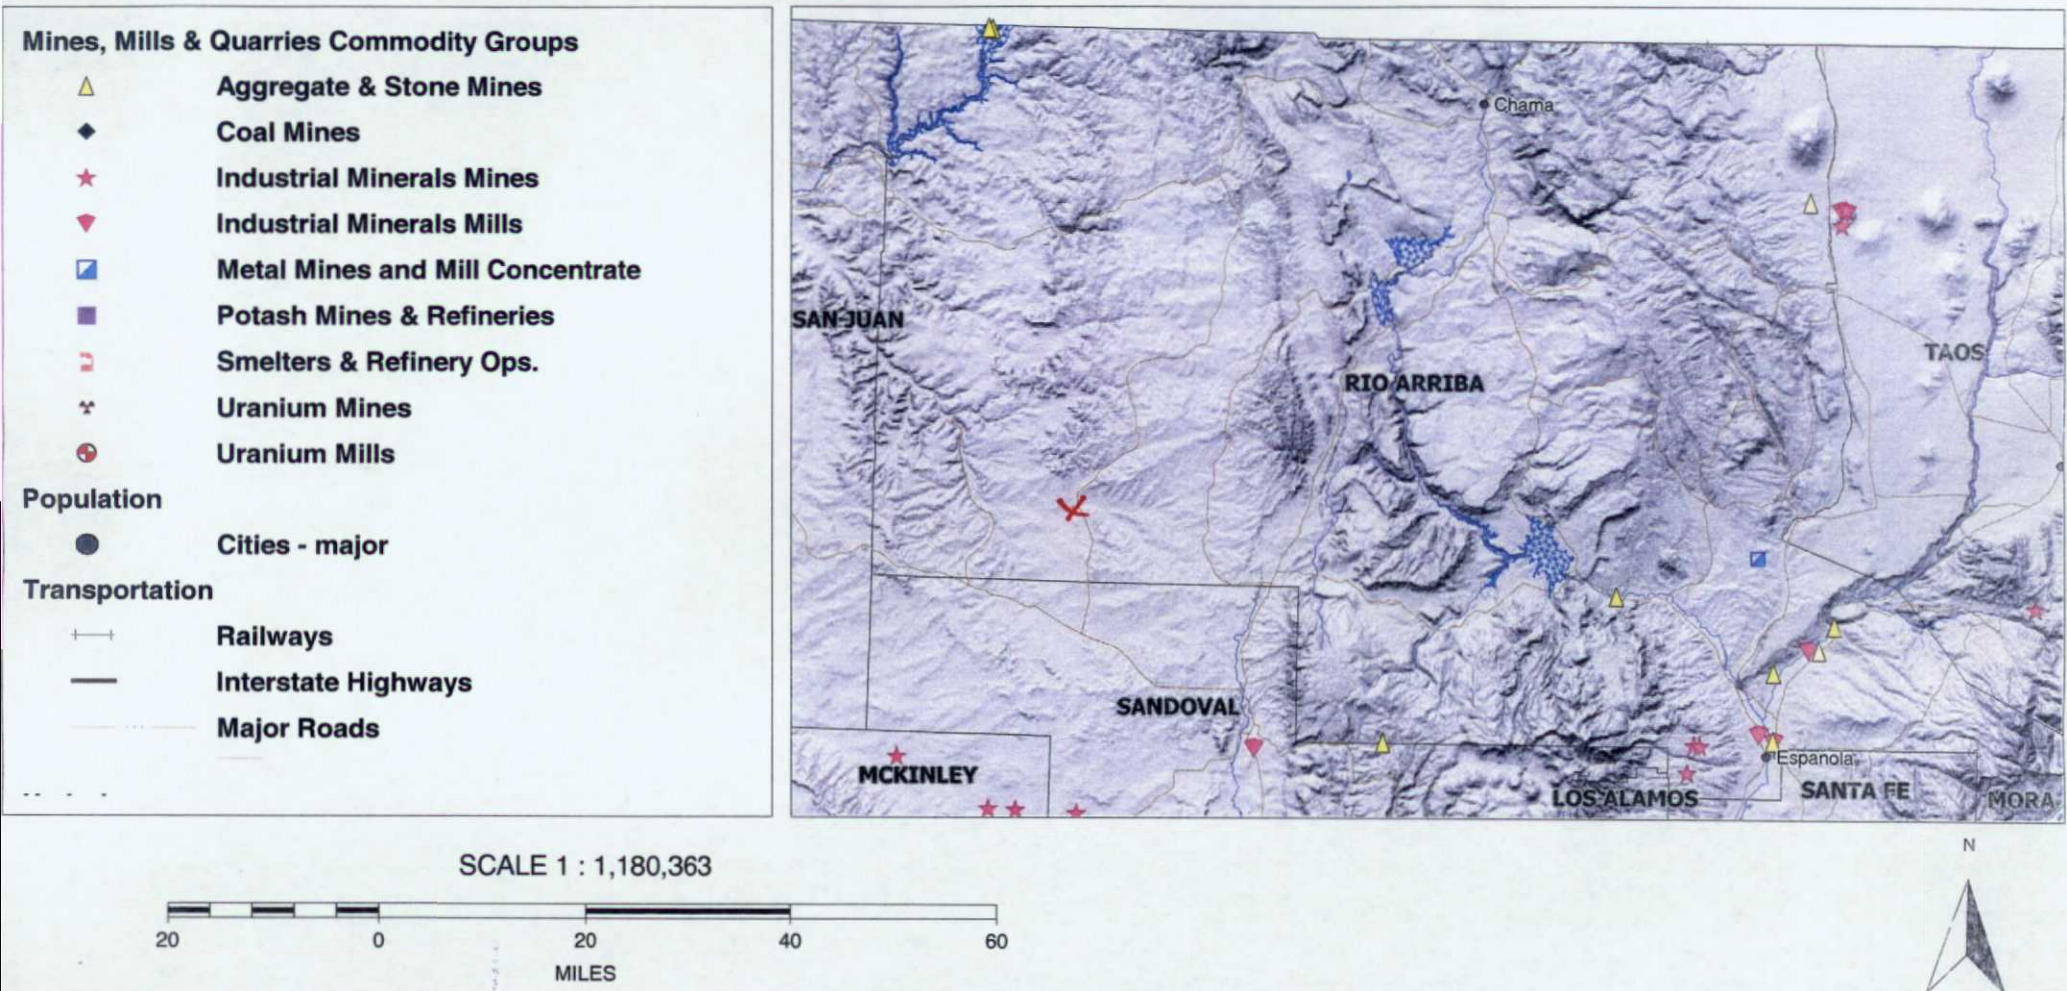 Mines, Mills & Quarries Commodity Groups
Aggregate & Stone Mines
Coal Mines
Industrial Minerals Mines
Industrial Minerals Mills
Metal Mines and Mill Concentrate
Potash Mines & Refineries
Smelters & Refinery Ops.
Uranium Mines
Uranium Mills
Population
Cities - major
Transportation
Railways
Interstate Highways
Major Roads
Chama
SAN JUAN
TAOS
RIO ARRIBA
SANDOVAL
MCKINLEY
Espanola
LOS ALAMOS
SANTA FE
MORA
SCALE 1 : 1,180,363
20 0 20 40 60
MILES
N